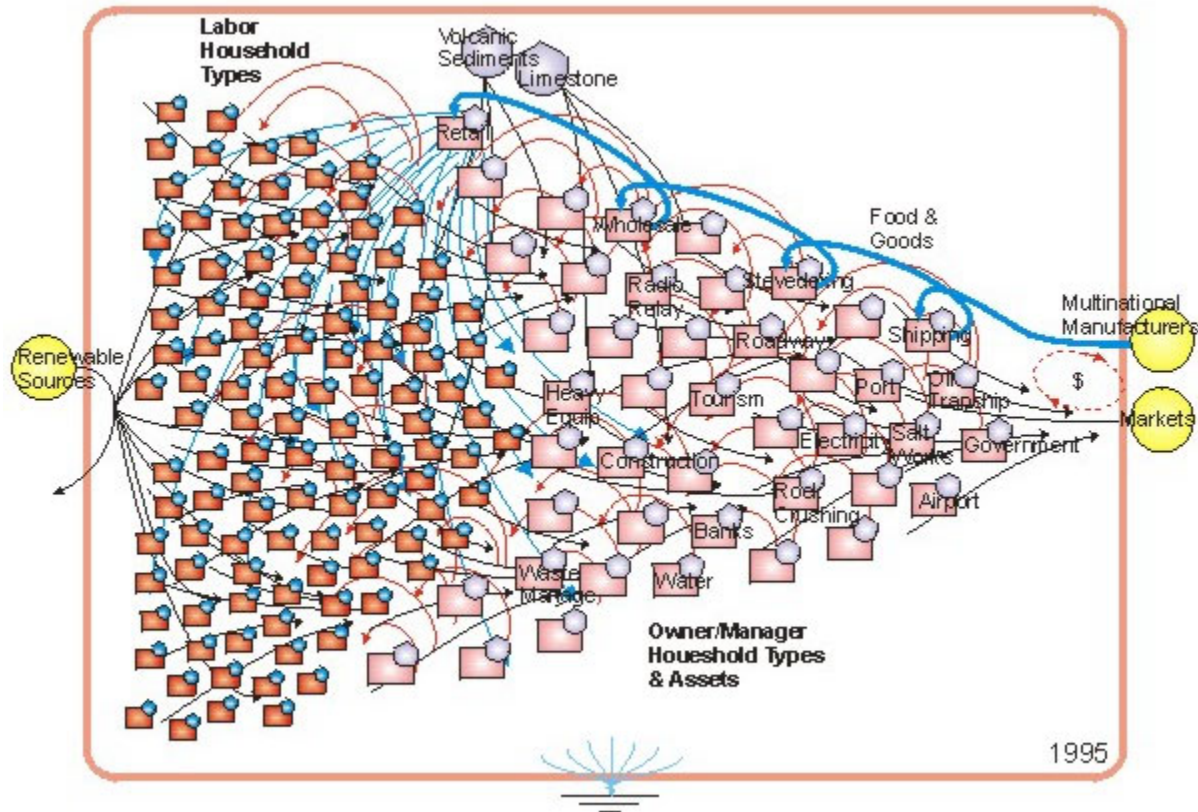 Labor
Household
Types
Volcanic
Sediments
Limestone
Retail
Wholesale
Food &
Goods
Radio
Relay
Stevedoring
Multinational
Manufacturers
Renewable
Sources
Roadway
Shipping
$
Heavy
Equip
Tourism
Port
Oil
Tranship
Markets
Electricity
Salt
Works
Government
Construction
Rock
Crushing
Airport
Banks
Waste
Manage,
Water
Owner/Manager
Houeshold Types
& Assets
1995